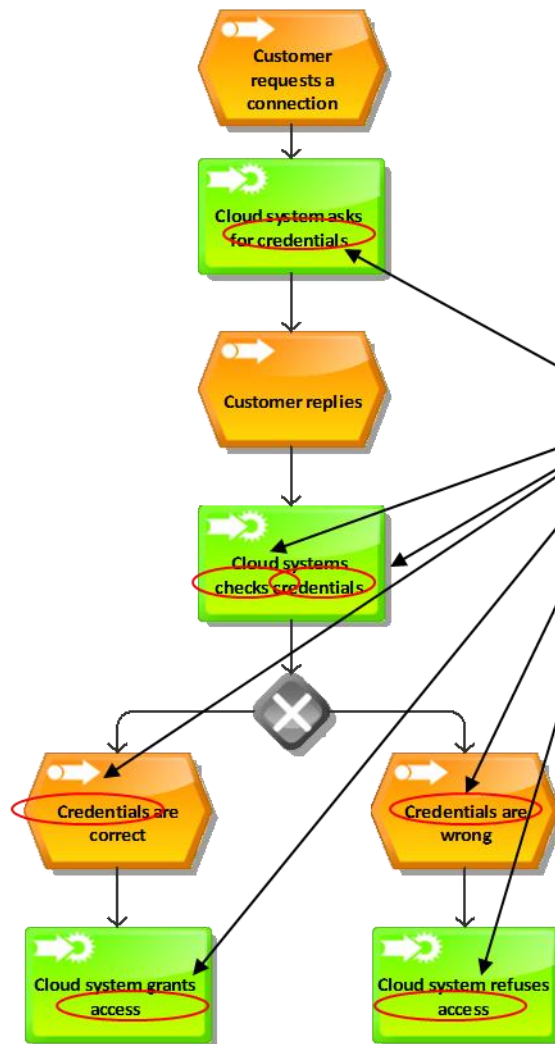 Customer
requests a
connection
Cloud system asks
for credentials
Customer replies
Cloud systems
checks credentials
Credentials are
correct
Credentials are
wrong
Cloud system grants
access
Cloud system refuses
access